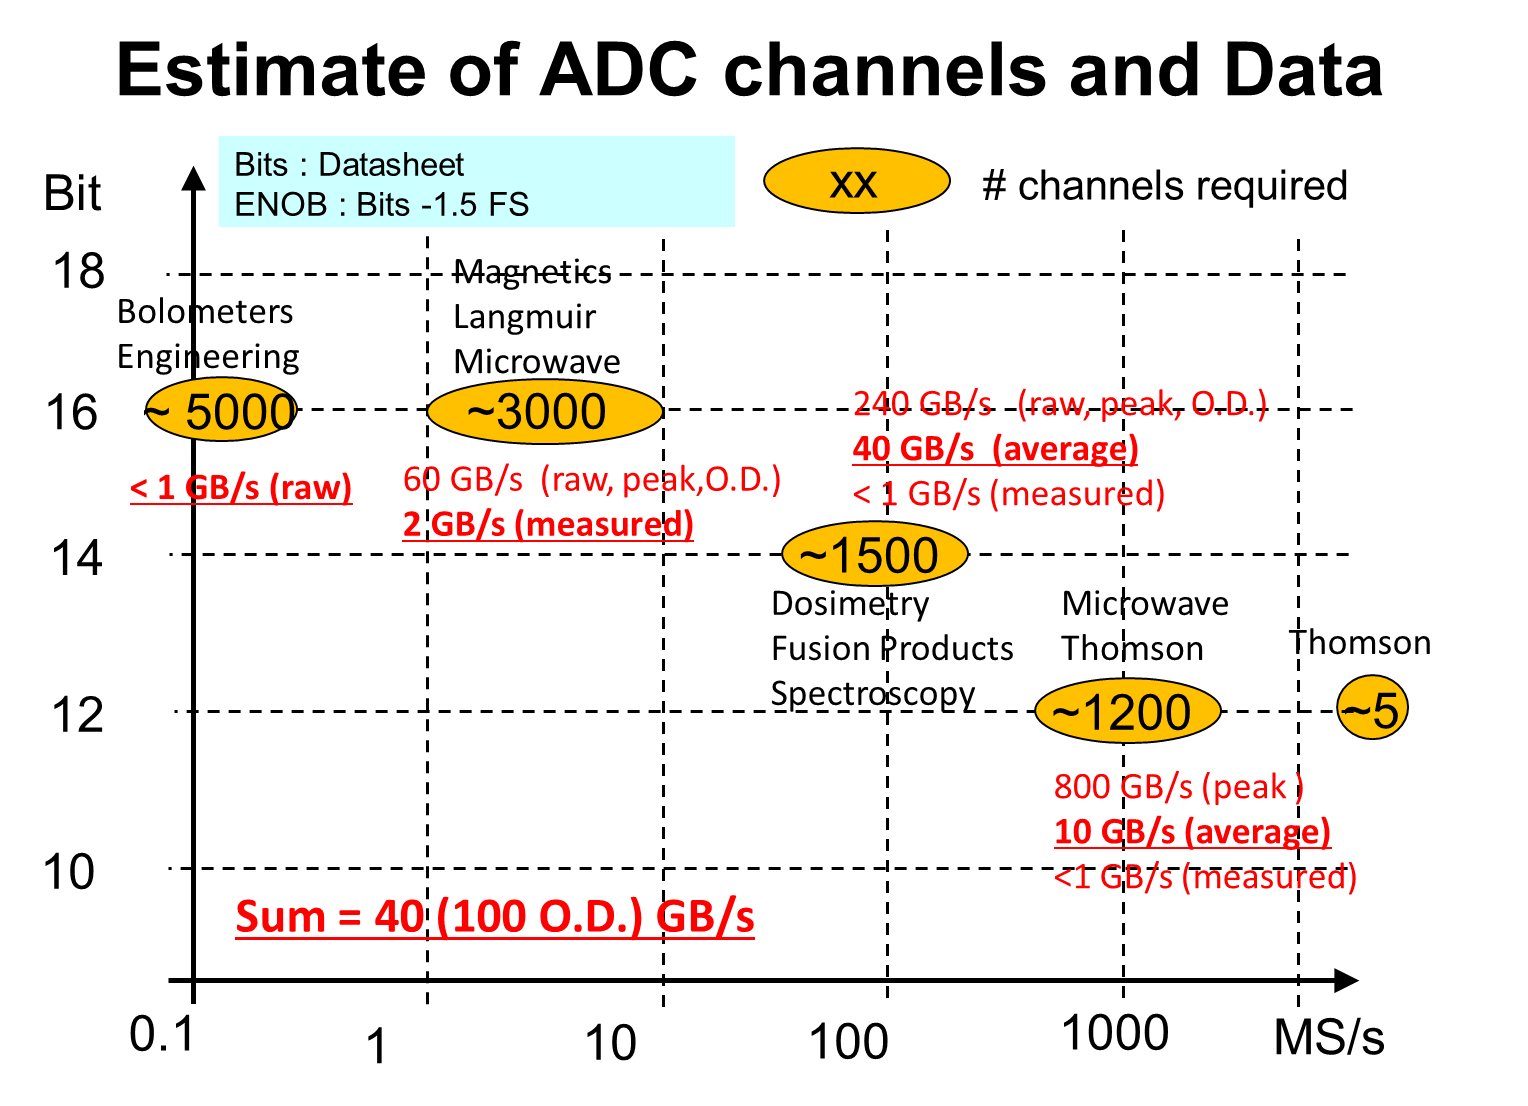 Estimate of ADC channels and Data
Bits : Datasheet
ENOB : Bits -1.5 FS
xx
# channels required
Bit
18
Magnetics
Langmuir
Microwave
Bolometers
Engineering
16
~ 5000
~3000
240 GB/s (raw, peak, O.D.)
40 GB/s (average)
< 1 GB/s (measured)
< 1 GB/s (raw)
60 GB/s (raw, peak,O.D.)
2 GB/s (measured)
14
~1500
Dosimetry
Fusion Products
Spectroscopy
Microwave
Thomson
Thomson
12
~1200
~5
800 GB/s (peak )
10 GB/s (average)
<1 GB/s (measured)
10
Sum = 40 (100 O.D.) GB/s
0.1
1
10
100
1000
MS/s